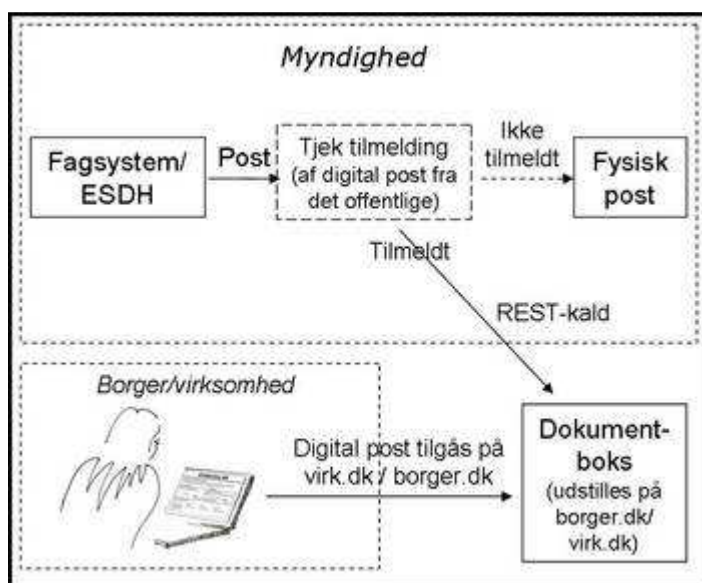 Myndighed
Fagsystem/
ESDH
Post
Tjek tilmelding
(af digital post fra
det offentlige)
Ikke
tilmeldt
Fysisk
post
Tilmeldt
REST-kald
Borger/virksomhed
Digital post tilgås på
virk.dk / borger.dk
Dokument-
boks
(udstilles på
borger.dk/
virk.dk)